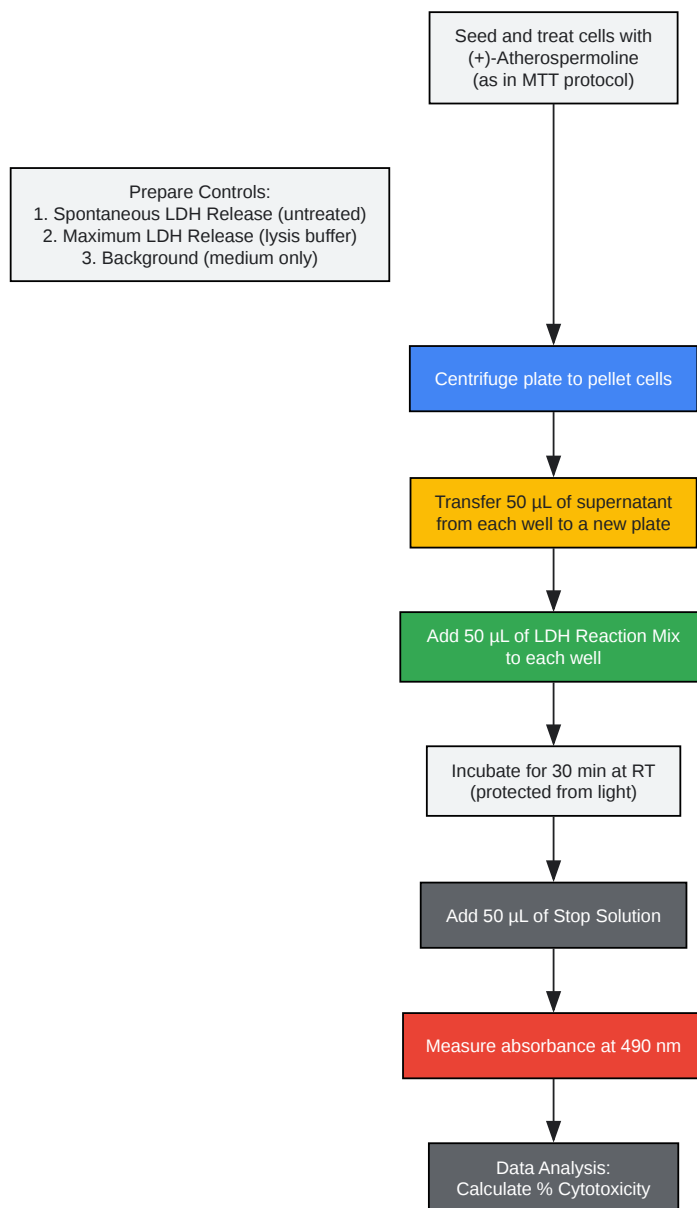 Seed and treat cells with
(+)-Atherospermoline
(as in MTT protocol)
Prepare Controls:
1. Spontaneous LDH Release (untreated)
2. Maximum LDH Release (lysis buffer)
3. Background (medium only)
Centrifuge plate to pellet cells
Transfer 50 µL of supernatant
from each well to a new plate
Add 50 µL of LDH Reaction Mix
to each well
Incubate for 30 min at RT
(protected from light)
Add 50 µL of Stop Solution
Measure absorbance at 490 nm
Data Analysis:
Calculate % Cytotoxicity